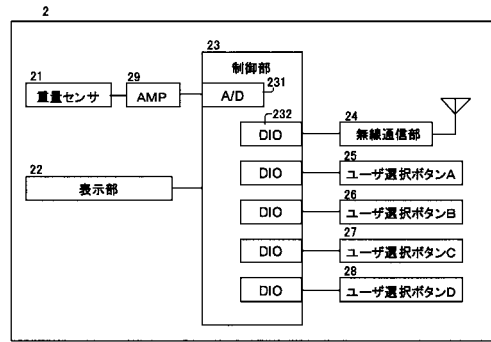 2
21
重量センサ
29
AMP
23
制御部
231
A/D
232
DIO
24
無線通信部
22
表示部
DIO
25
ユーザ選択ボタンA
DIO
26
ユーザ選択ボタンB
DIO
27
ユーザ選択ボタンC
DIO
28
ユーザ選択ボタンD